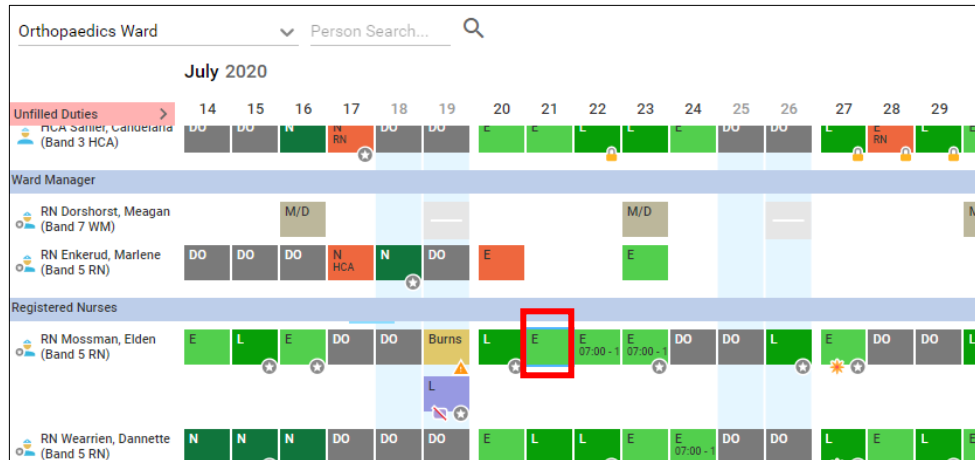 Orthopaedics Ward Person Search...
July 2020
Unfilled Duties > 14 15 16 17 18 19 20 21 22 23 24 25 26 27 28 29
HCA Sanler, Candelaria DO DO N N DO DO E E L L E DO DO L E L E
(Band 3 HCA) RN RN
Ward Manager
RN Dorshorst, Meagan M/D M/D M
(Band 7 WM)
RN Enkerud, Marlene DO DO DO N N DO E E
(Band 5 RN) HCA
Registered Nurses
RN Mossman, Elden E L E DO DO Burns L E E E DO DO L E DO DO L
(Band 5 RN) 07:00 - 1 07:00 - 1
L
RN Wearrien, Dannette N N N DO DO DO E L L E E DO DO L E L E
(Band 5 RN) 07:00 - 1